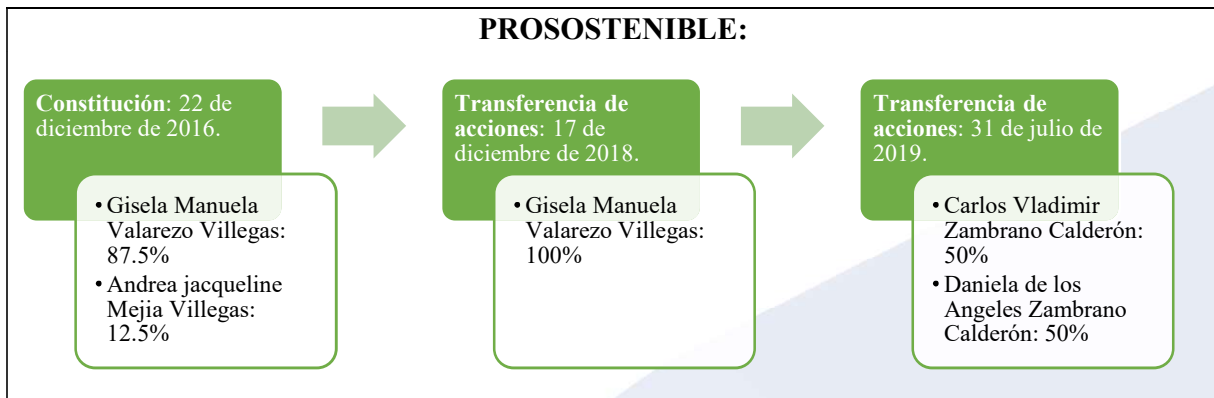 PROSOSTENIBLE:
Constitución: 22 de
diciembre de 2016.
• Gisela Manuela
Valarezo Villegas:
87.5%
• Andrea jacqueline
Mejia Villegas:
12.5%
Transferencia de
acciones: 17 de
diciembre de 2018.
• Gisela Manuela
Valarezo Villegas:
100%
Transferencia de
acciones: 31 de julio de
2019.
• Carlos Vladimir
Zambrano Calderón:
50%
• Daniela de los
Angeles Zambrano
Calderón: 50%